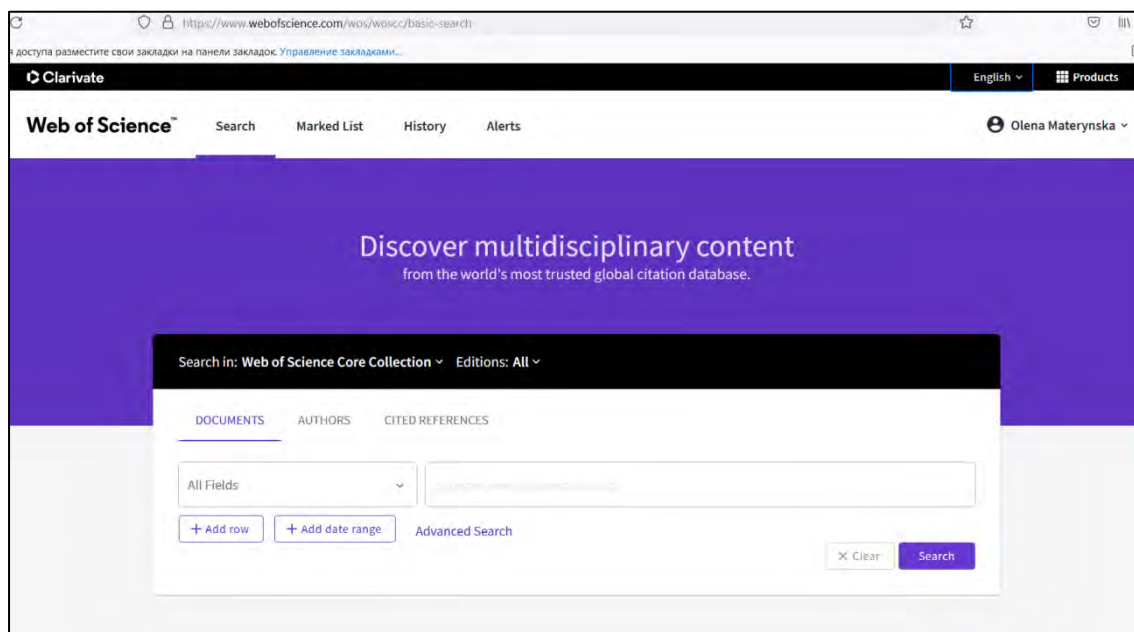 https://www.webofscience.com/wos/woscc/basic-search
я доступа разместите свои закладки на панели закладок. Управление закладками...
Clarivate English Products
Web of Science™ Search Marked List History Alerts Olena Materynska
Discover multidisciplinary content
from the world's most trusted global citation database.
Search in: Web of Science Core Collection Editions: All
DOCUMENTS AUTHORS CITED REFERENCES
All Fields
+ Add row + Add date range Advanced Search
× Clear Search